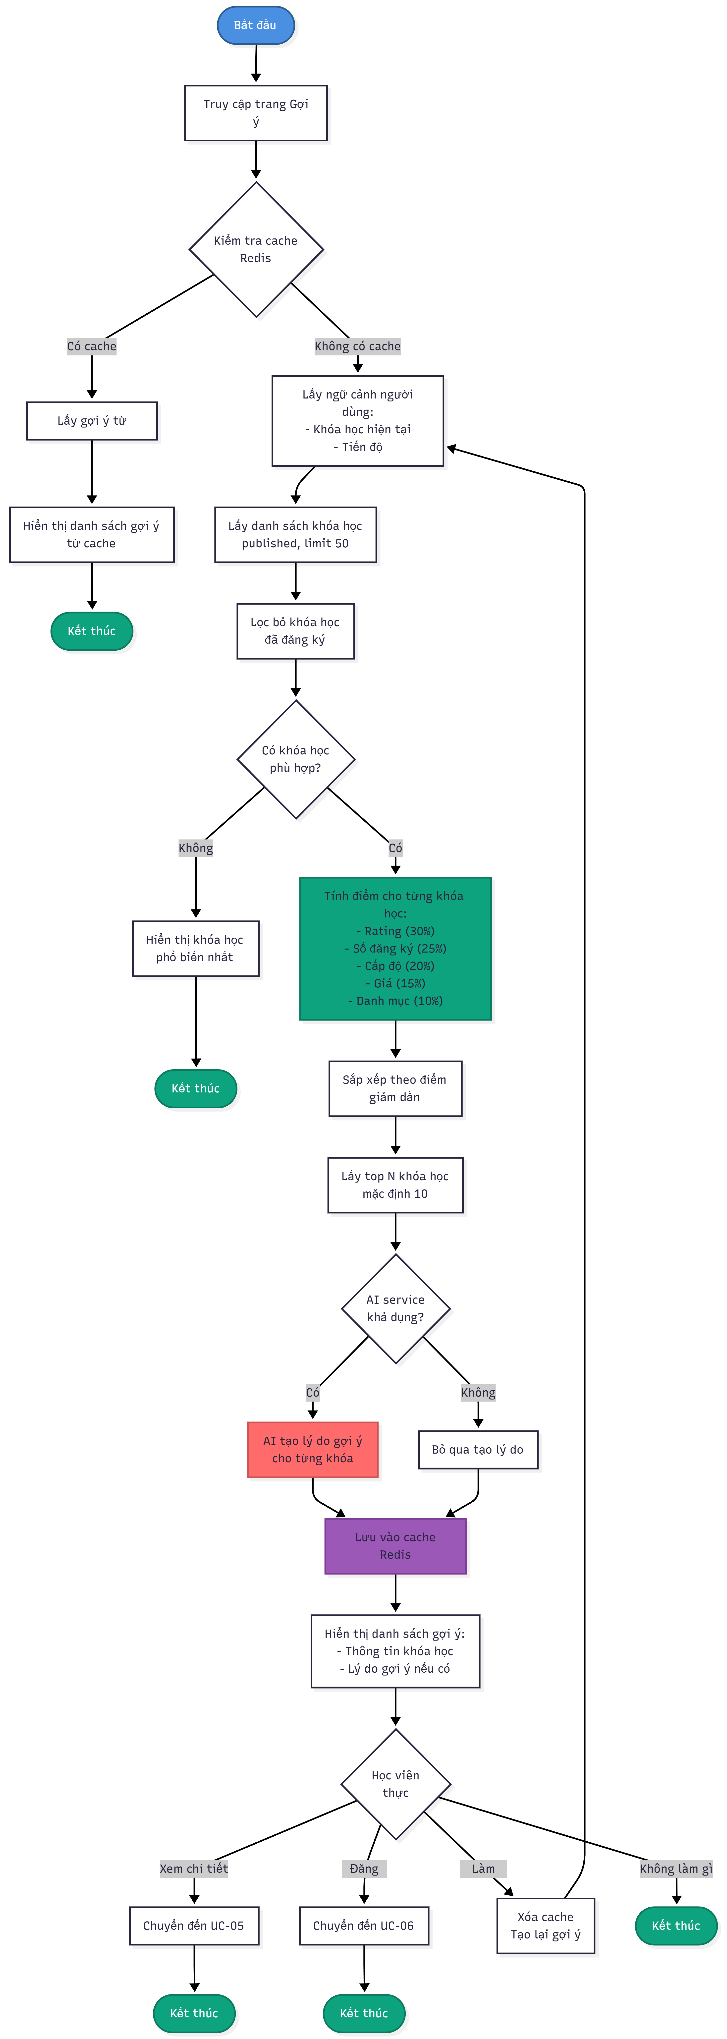 Bắt đầu
Truy cập trang Gợi
ý
Kiểm tra cache
Redis
Có cache
Không có cache
Lấy gợi ý từ
Lấy ngữ cảnh người
dùng:
- Khóa học hiện tại
- Tiến độ
Hiển thị danh sách gợi ý
từ cache
Lấy danh sách khóa học
published, limit 50
Kết thúc
Lọc bỏ khóa học
đã đăng ký
Có khóa học
phù hợp?
Không
Có
Hiển thị khóa học
phổ biến nhất
Tính điểm cho từng khóa
học:
- Rating (30%)
- Số đăng ký (25%)
- Cấp độ (20%)
- Giá (15%)
- Danh mục (10%)
Kết thúc
Sắp xếp theo điểm
giảm dần
Lấy top N khóa học
mặc định 10
AI service
khả dụng?
Có
Không
AI tạo lý do gợi ý
cho từng khóa
Bỏ qua tạo lý do
Lưu vào cache
Redis
Hiển thị danh sách gợi ý:
- Thông tin khóa học
- Lý do gợi ý nếu có
Học viên
thực
Xem chi tiết
Đăng
Làm
Không làm gì
Chuyển đến UC-05
Chuyển đến UC-06
Xóa cache
Tạo lại gợi ý
Kết thúc
Kết thúc
Kết thúc